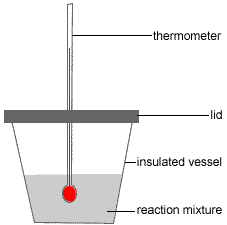 thermometer
lid
insulated vessel
reaction mixture